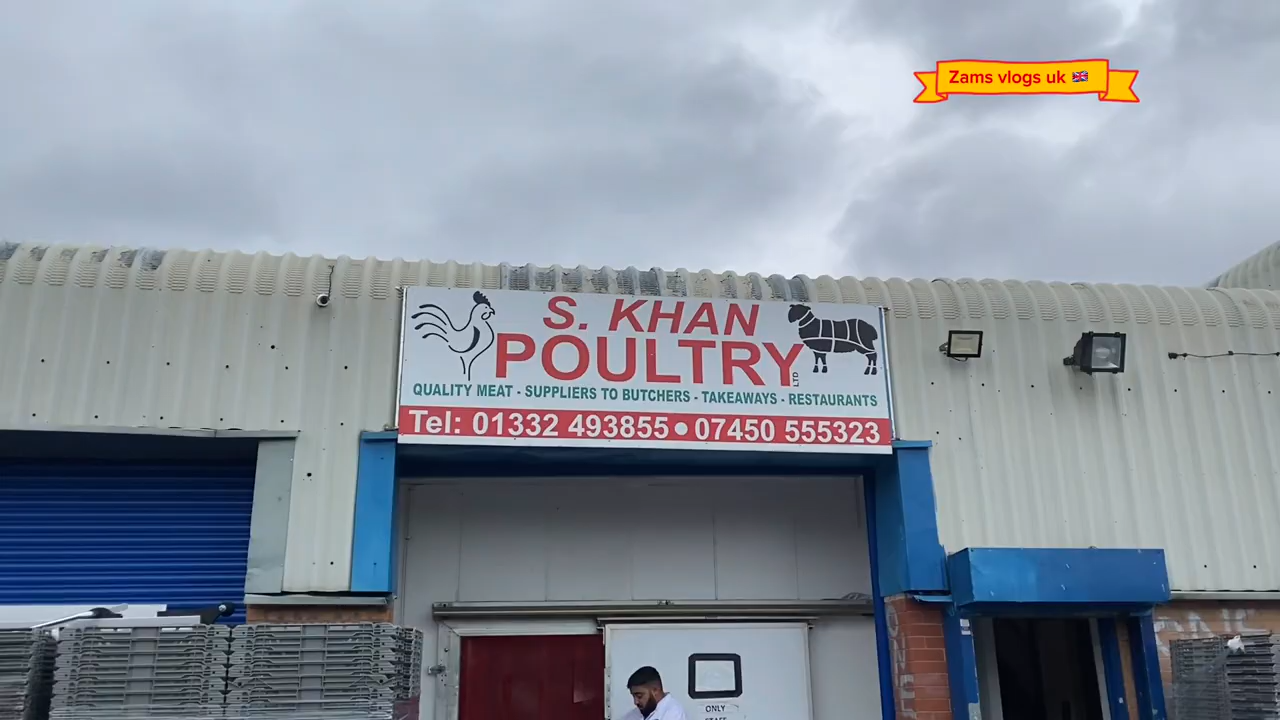 Zams vlogs uk 🇬🇧
S. KHAN
POULTRY LTD
QUALITY MEAT - SUPPLIERS TO BUTCHERS - TAKEAWAYS - RESTAURANTS
Tel: 01332 493855 • 07450 555323
ONLY
STAFF